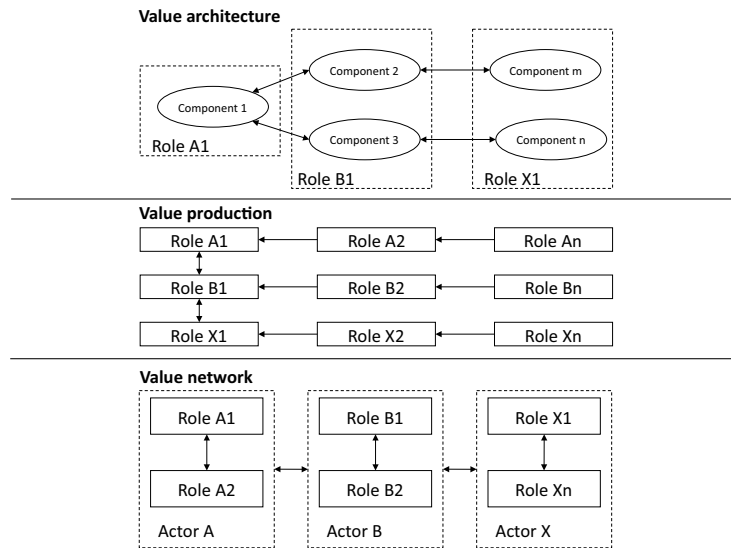 Value architecture
Component 2
Component m
Component 1
Component 3
Component n
Role A1
Role B1
Role X1
Value production
Role A1
Role A2
Role An
Role B1
Role B2
Role Bn
Role X1
Role X2
Role Xn
Value network
Role A1
Role B1
Role X1
Role A2
Role B2
Role Xn
Actor A
Actor B
Actor X